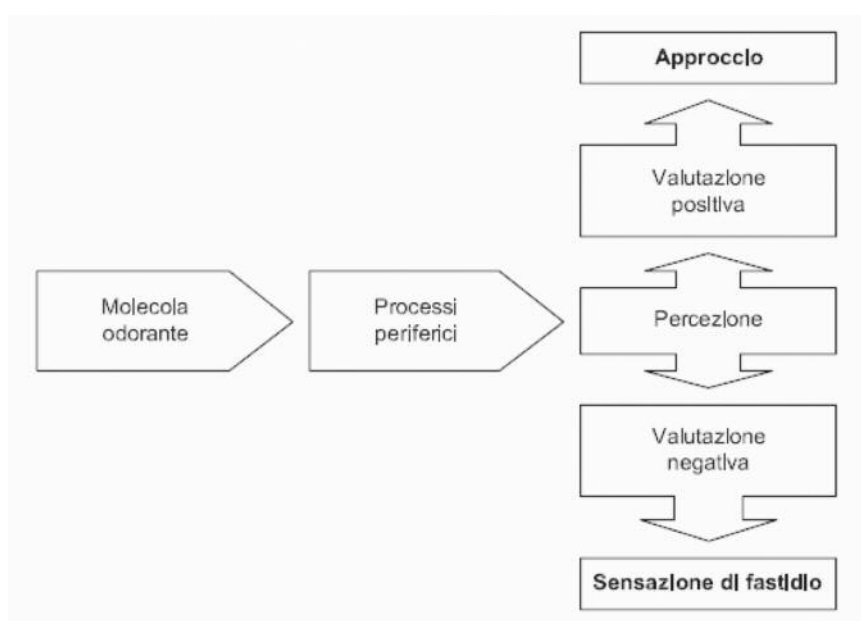 Approccio
Valutazione
positiva
Molecola
odorante
Processi
periferici
Percezione
Valutazione
negativa
Sensazione di fastidio